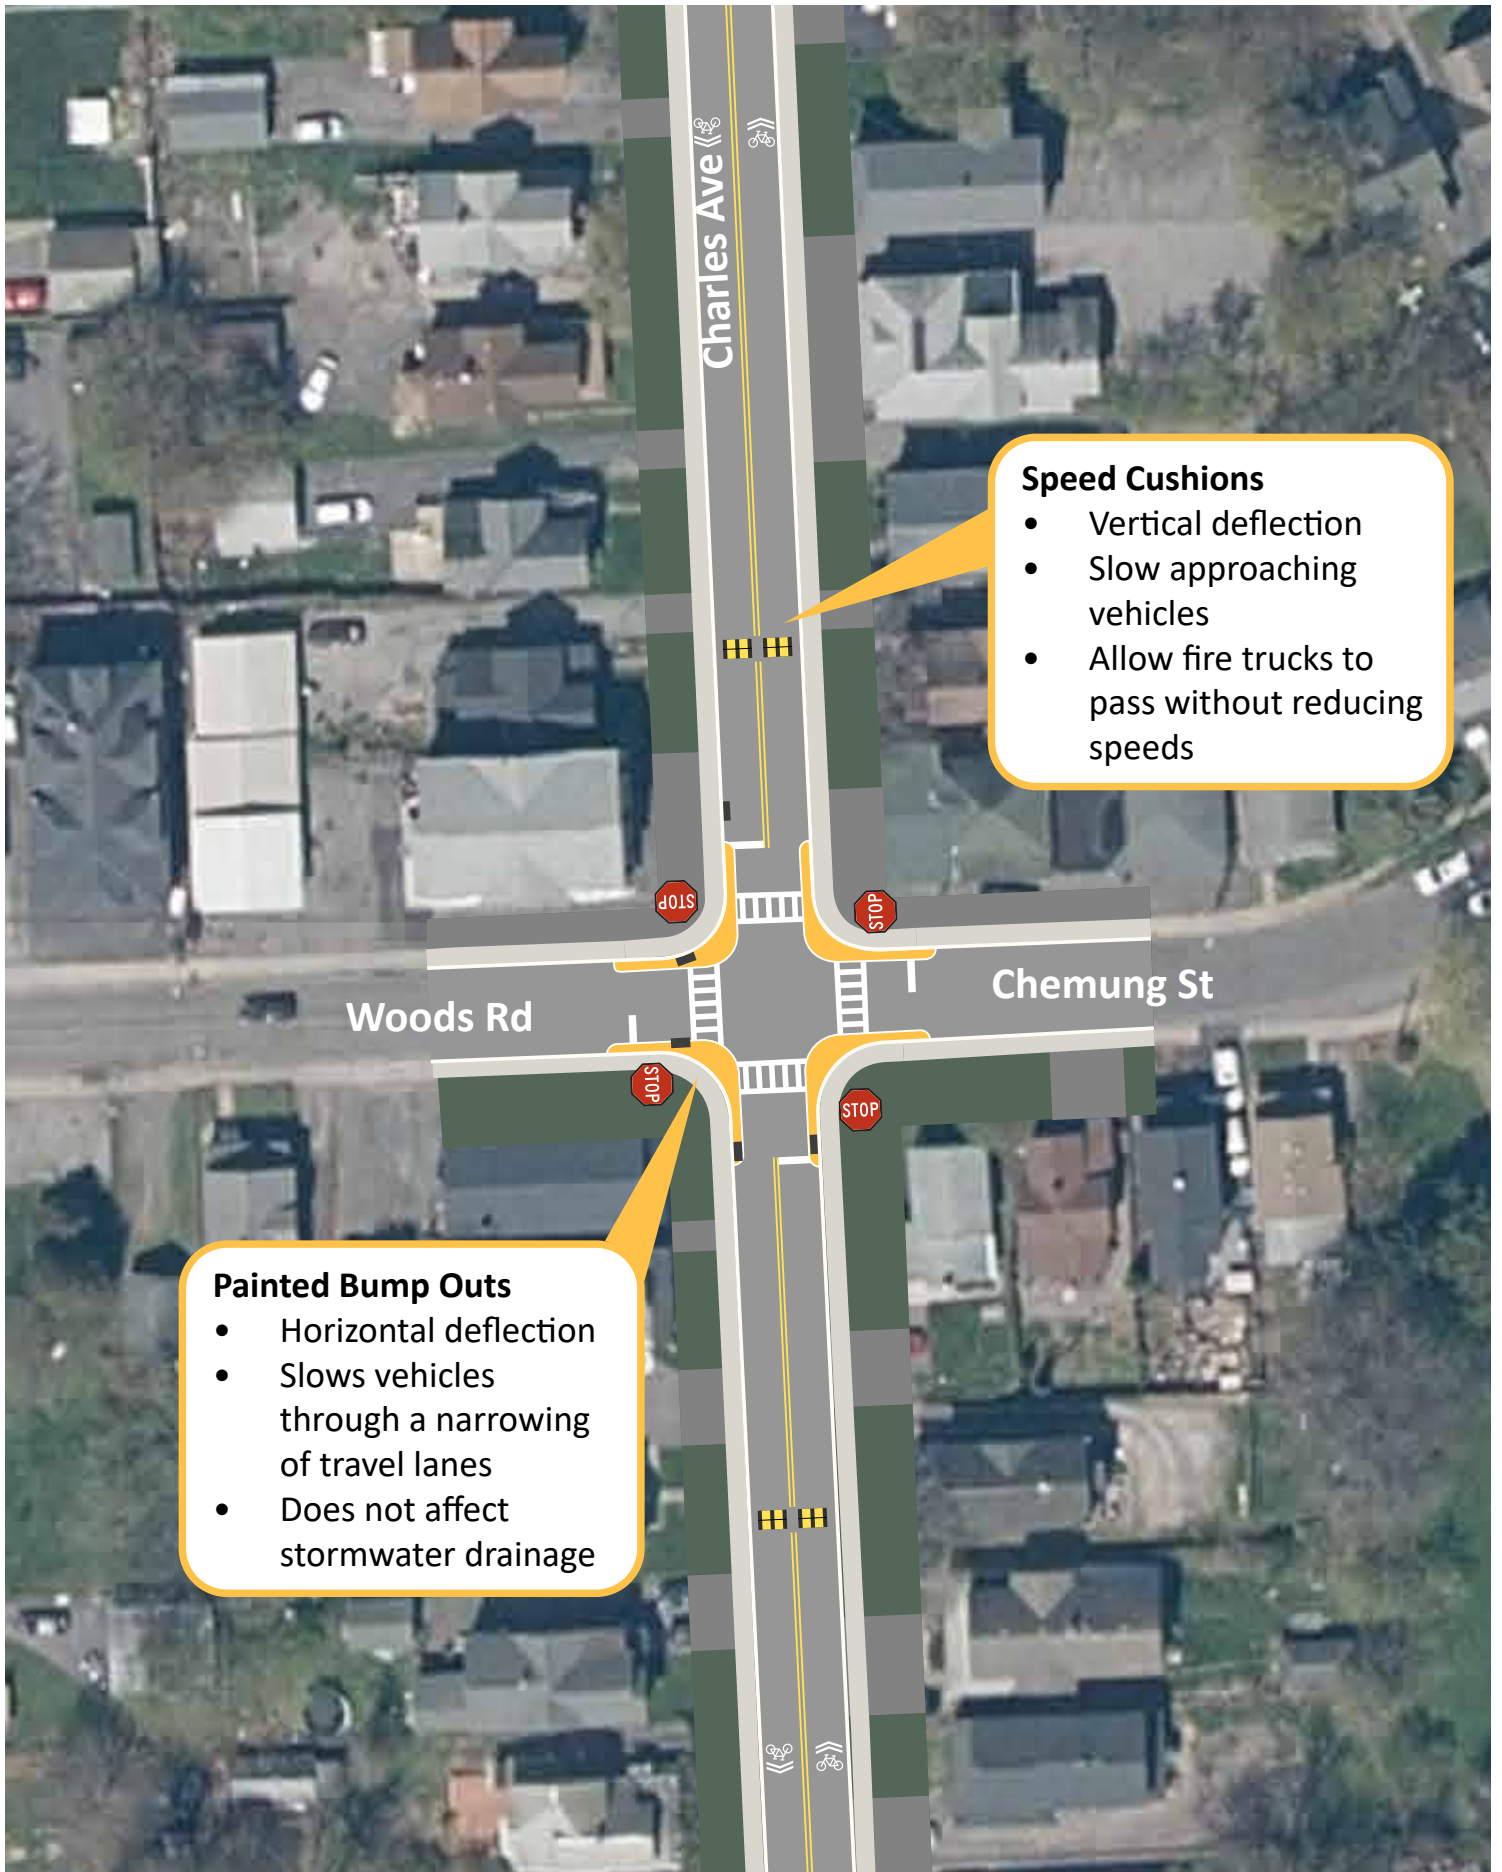 Charles Ave
Speed Cushions
• Vertical deflection
• Slow approaching
vehicles
• Allow fire trucks to
pass without reducing
speeds
STOP
STOP
Woods Rd
Chemung St
STOP
STOP
Painted Bump Outs
• Horizontal deflection
• Slows vehicles
through a narrowing
of travel lanes
• Does not affect
stormwater drainage